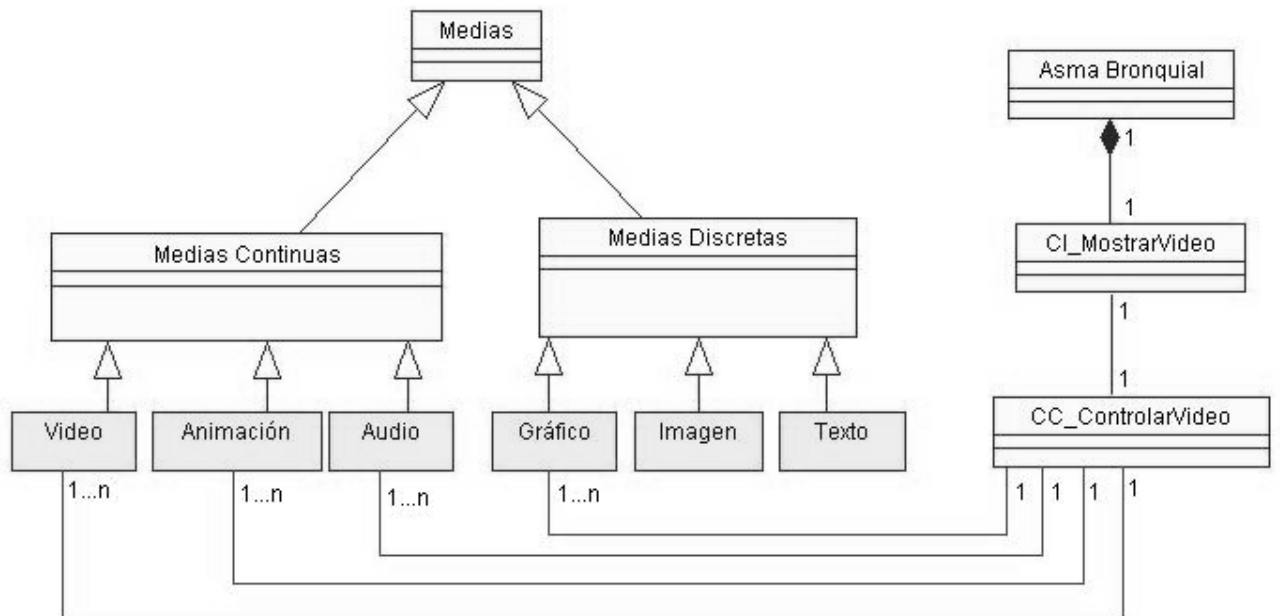 Medias
Asma Bronquial
1
1
Medias Continuas
Medias Discretas
CI_MostrarVideo
1
1
Video
Animación
Audio
Gráfico
Imagen
Texto
CC_ControlarVideo
1...n
1...n
1...n
1...n
1
1
1
1